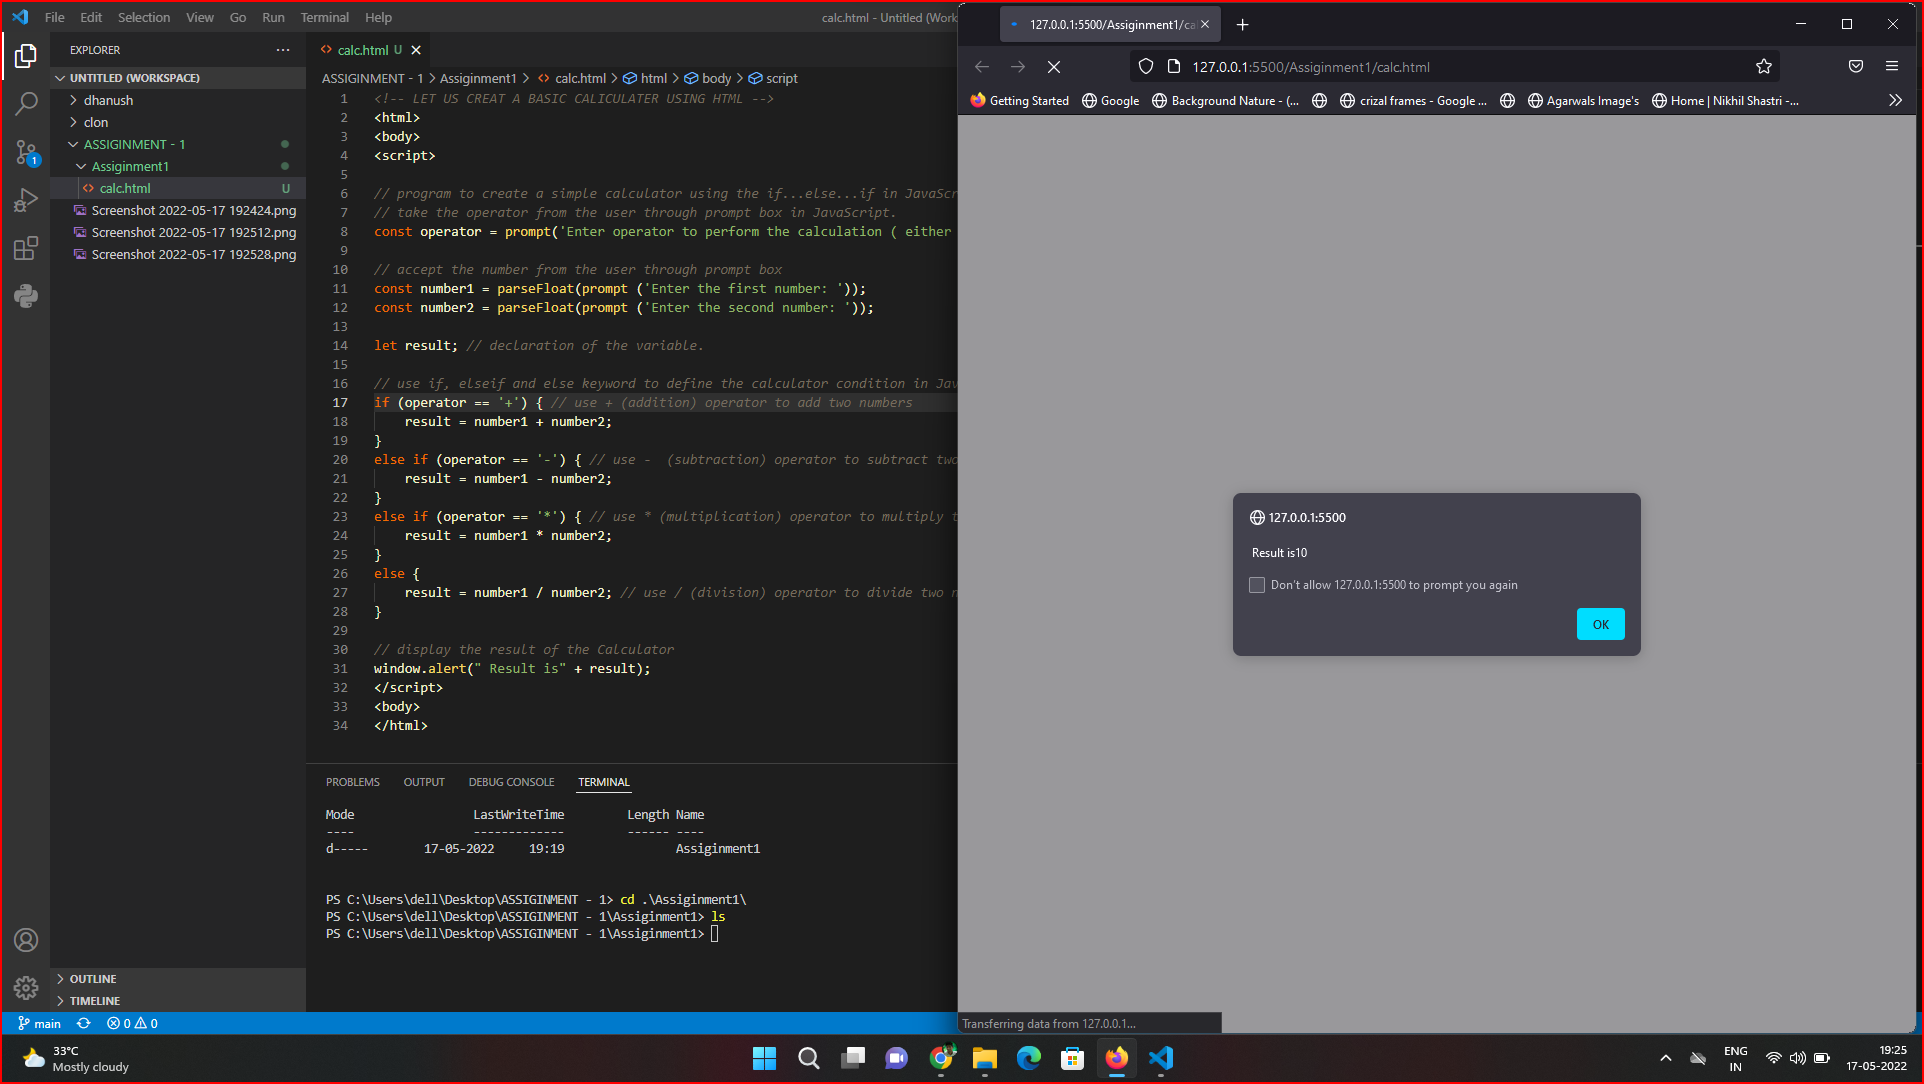 File Edit Selection View Go Run Terminal Help
calc.html - Untitled (Work
EXPLORER
UNTITLED (WORKSPACE)
dhanush
clon
ASSIGINMENT - 1
Assiginment1
calc.html U
Screenshot 2022-05-17 192424.png
Screenshot 2022-05-17 192512.png
Screenshot 2022-05-17 192528.png
1
OUTLINE
TIMELINE
calc.html U
ASSIGINMENT - 1 > Assiginment1 > calc.html > html > body > script
1 <!-- LET US CREAT A BASIC CALICULATER USING HTML -->
2 <html>
3 <body>
4 <script>
5
6 // program to create a simple calculator using the if...else...if in JavaScr
7 // take the operator from the user through prompt box in JavaScript.
8 const operator = prompt('Enter operator to perform the calculation ( either
9
10 // accept the number from the user through prompt box
11 const number1 = parseFloat(prompt ('Enter the first number: '));
12 const number2 = parseFloat(prompt ('Enter the second number: '));
13
14 let result; // declaration of the variable.
15
16 // use if, elseif and else keyword to define the calculator condition in Jav
17 if (operator == '+') { // use + (addition) operator to add two numbers
18 result = number1 + number2;
19 }
20 else if (operator == '-') { // use -  (subtraction) operator to subtract two
21 result = number1 - number2;
22 }
23 else if (operator == '*') { // use * (multiplication) operator to multiply t
24 result = number1 * number2;
25 }
26 else {
27 result = number1 / number2; // use / (division) operator to divide two n
28 }
29
30 // display the result of the Calculator
31 window.alert(" Result is" + result);
32 </script>
33 <body>
34 </html>
PROBLEMS OUTPUT DEBUG CONSOLE TERMINAL
Mode LastWriteTime Length Name
---- ------------- ------ ----
d----- 17-05-2022 19:19 Assiginment1
PS C:\Users\dell\Desktop\ASSIGINMENT - 1> cd .\Assiginment1\
PS C:\Users\dell\Desktop\ASSIGINMENT - 1\Assiginment1> ls
PS C:\Users\dell\Desktop\ASSIGINMENT - 1\Assiginment1>
main 0 0
127.0.0.1:5500/Assiginment1/ca
127.0.0.1:5500/Assiginment1/calc.html
Getting Started Google Background Nature - (... crizal frames - Google ... Agarwals Image's Home | Nikhil Shastri -...
127.0.0.1:5500
Result is10
Don't allow 127.0.0.1:5500 to prompt you again
OK
Transferring data from 127.0.0.1...
33°C
Mostly cloudy
ENG
IN
19:25
17-05-2022